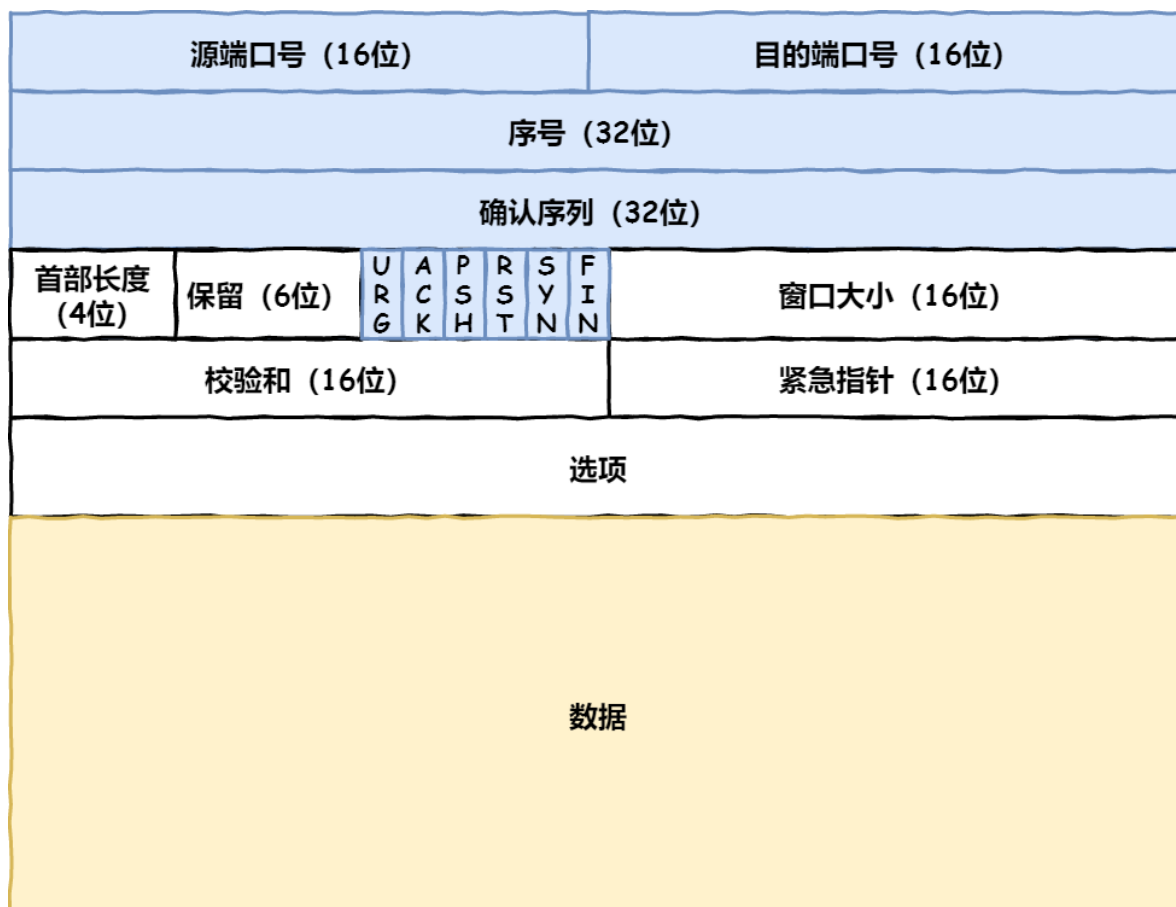 源端口号（16位）
目的端口号（16位）
序号（32位）
确认序列（32位）
首部长度
（4位）
保留（6位）
URG
ACK
PSH
RST
SYN
FIN
窗口大小（16位）
校验和（16位）
紧急指针（16位）
选项
数据